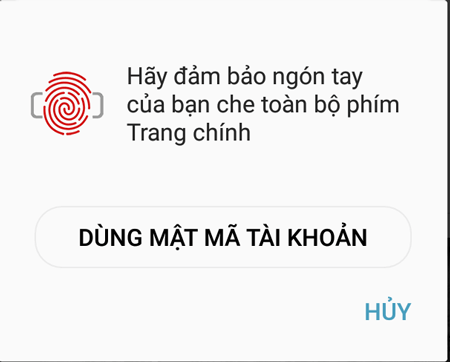 Hãy đảm bảo ngón tay
của bạn che toàn bộ phím
Trang chính
DÙNG MẬT MÃ TÀI KHOẢN
HỦY